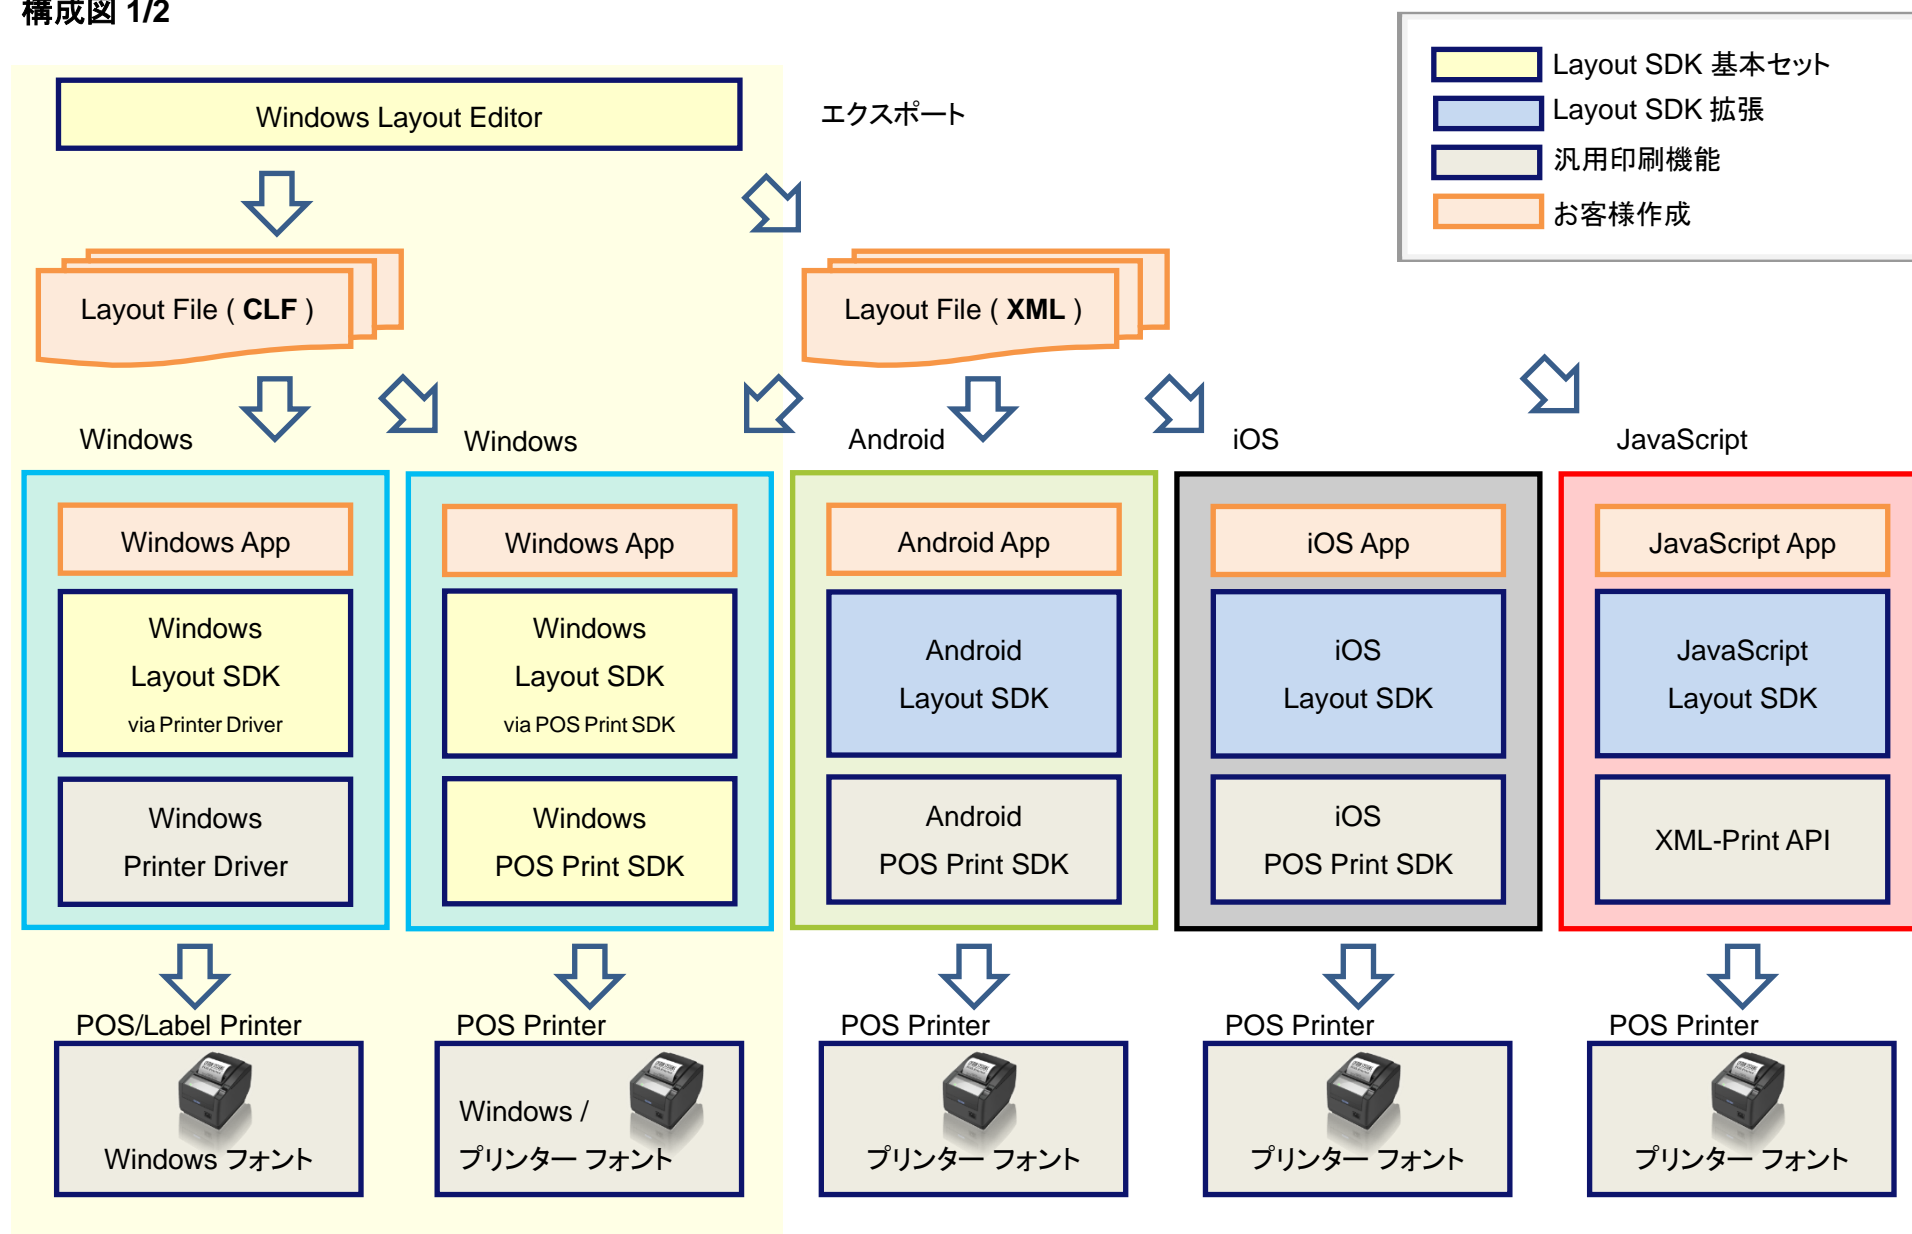 構成図 1/2
Layout SDK 基本セット
Layout SDK 拡張
汎用印刷機能
お客様作成
Windows Layout Editor
エクスポート
Layout File ( CLF )
Layout File ( XML )
Windows
Windows
Android
iOS
JavaScript
Windows App
Windows App
Android App
iOS App
JavaScript App
Windows
Layout SDK
via Printer Driver
Windows
Layout SDK
via POS Print SDK
Android
Layout SDK
iOS
Layout SDK
JavaScript
Layout SDK
Windows
Printer Driver
Windows
POS Print SDK
Android
POS Print SDK
iOS
POS Print SDK
XML-Print API
POS/Label Printer
POS Printer
POS Printer
POS Printer
POS Printer
Windows フォント
Windows /
プリンター フォント
プリンター フォント
プリンター フォント
プリンター フォント